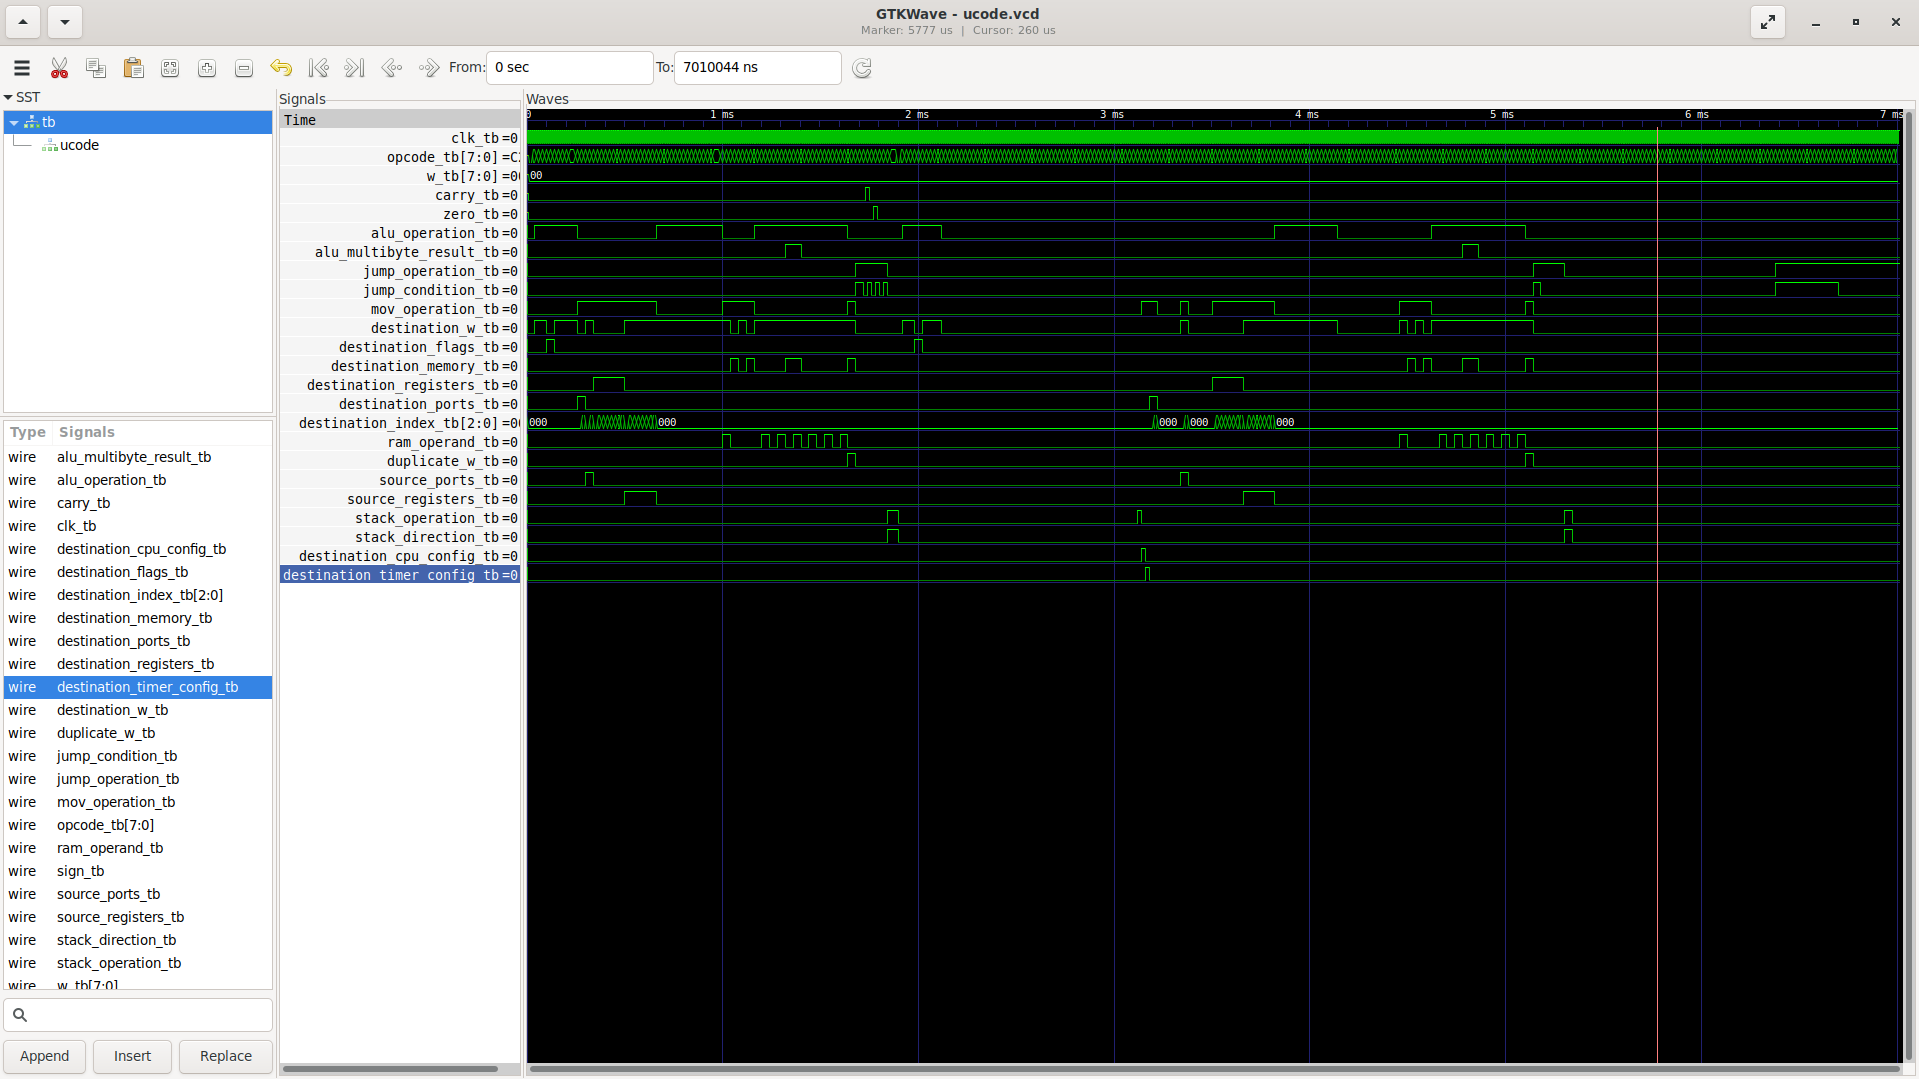 GTKWave - ucode.vcd
Marker: 5777 us | Cursor: 260 us
From: 0 sec To: 7010044 ns
SST
tb
ucode
Type Signals
wire alu_multibyte_result_tb
wire alu_operation_tb
wire carry_tb
wire clk_tb
wire destination_cpu_config_tb
wire destination_flags_tb
wire destination_index_tb[2:0]
wire destination_memory_tb
wire destination_ports_tb
wire destination_registers_tb
wire destination_timer_config_tb
wire destination_w_tb
wire duplicate_w_tb
wire jump_condition_tb
wire jump_operation_tb
wire mov_operation_tb
wire opcode_tb[7:0]
wire ram_operand_tb
wire sign_tb
wire source_ports_tb
wire source_registers_tb
wire stack_direction_tb
wire stack_operation_tb
wire w_tb[7:0]
Append Insert Replace
Signals
Time
clk_tb=0
opcode_tb[7:0]=C
w_tb[7:0]=00
carry_tb=0
zero_tb=0
alu_operation_tb=0
alu_multibyte_result_tb=0
jump_operation_tb=0
jump_condition_tb=0
mov_operation_tb=0
destination_w_tb=0
destination_flags_tb=0
destination_memory_tb=0
destination_registers_tb=0
destination_ports_tb=0
destination_index_tb[2:0]=00
ram_operand_tb=0
duplicate_w_tb=0
source_ports_tb=0
source_registers_tb=0
stack_operation_tb=0
stack_direction_tb=0
destination_cpu_config_tb=0
destination_timer_config_tb=0
Waves
0 1 ms 2 ms 3 ms 4 ms 5 ms 6 ms 7 ms
00
000 000 000 000 000